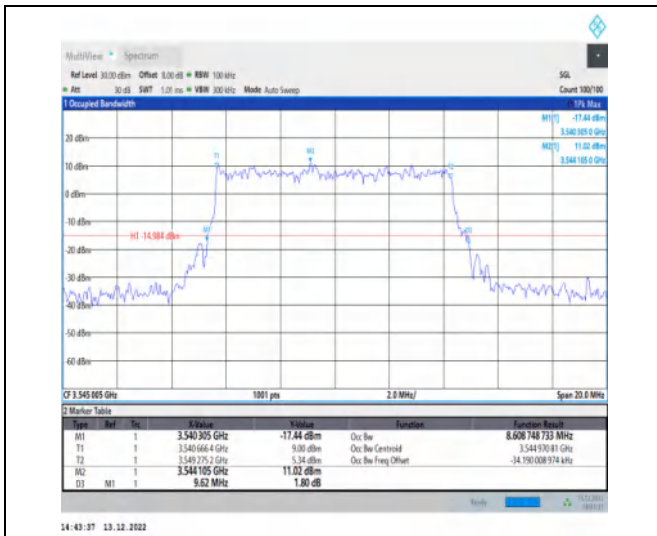 MultiView Spectrum
Ref Level 30.00 dBm Offset 8.00 dB RBW 100 kHz SGL
Att 30 dB SWT 1.01 ms VBW 300 kHz Mode Auto Sweep Count 100/100
1 Occupied Bandwidth 1Pk Max
M1[1] -17.44 dBm
3.540 305 0 GHz
20 dBm M2[1] 11.02 dBm
3.544 105 0 GHz
T1 M2
10 dBm
0 dBm
-10 dBm
H1 -14.984 dBm M1
-20 dBm
-30 dBm
-40 dBm
-50 dBm
-60 dBm
CF 3.545 005 GHz 1001 pts 2.0 MHz/ Span 20.0 MHz
2 Marker Table
Type Ref Trc X-Value Y-Value Function Function Result
M1 1 3.540 305 GHz -17.44 dBm Occ Bw 8.608 748 733 MHz
T1 1 3.540 666 4 GHz 9.00 dBm Occ Bw Centroid 3.544 970 81 GHz
T2 1 3.549 275 2 GHz 5.34 dBm Occ Bw Freq Offset -34.190 008 974 kHz
M2 1 3.544 105 GHz 11.02 dBm
D3 M1 1 9.62 MHz 1.80 dB
Ready
14:43:37 13.12.2022